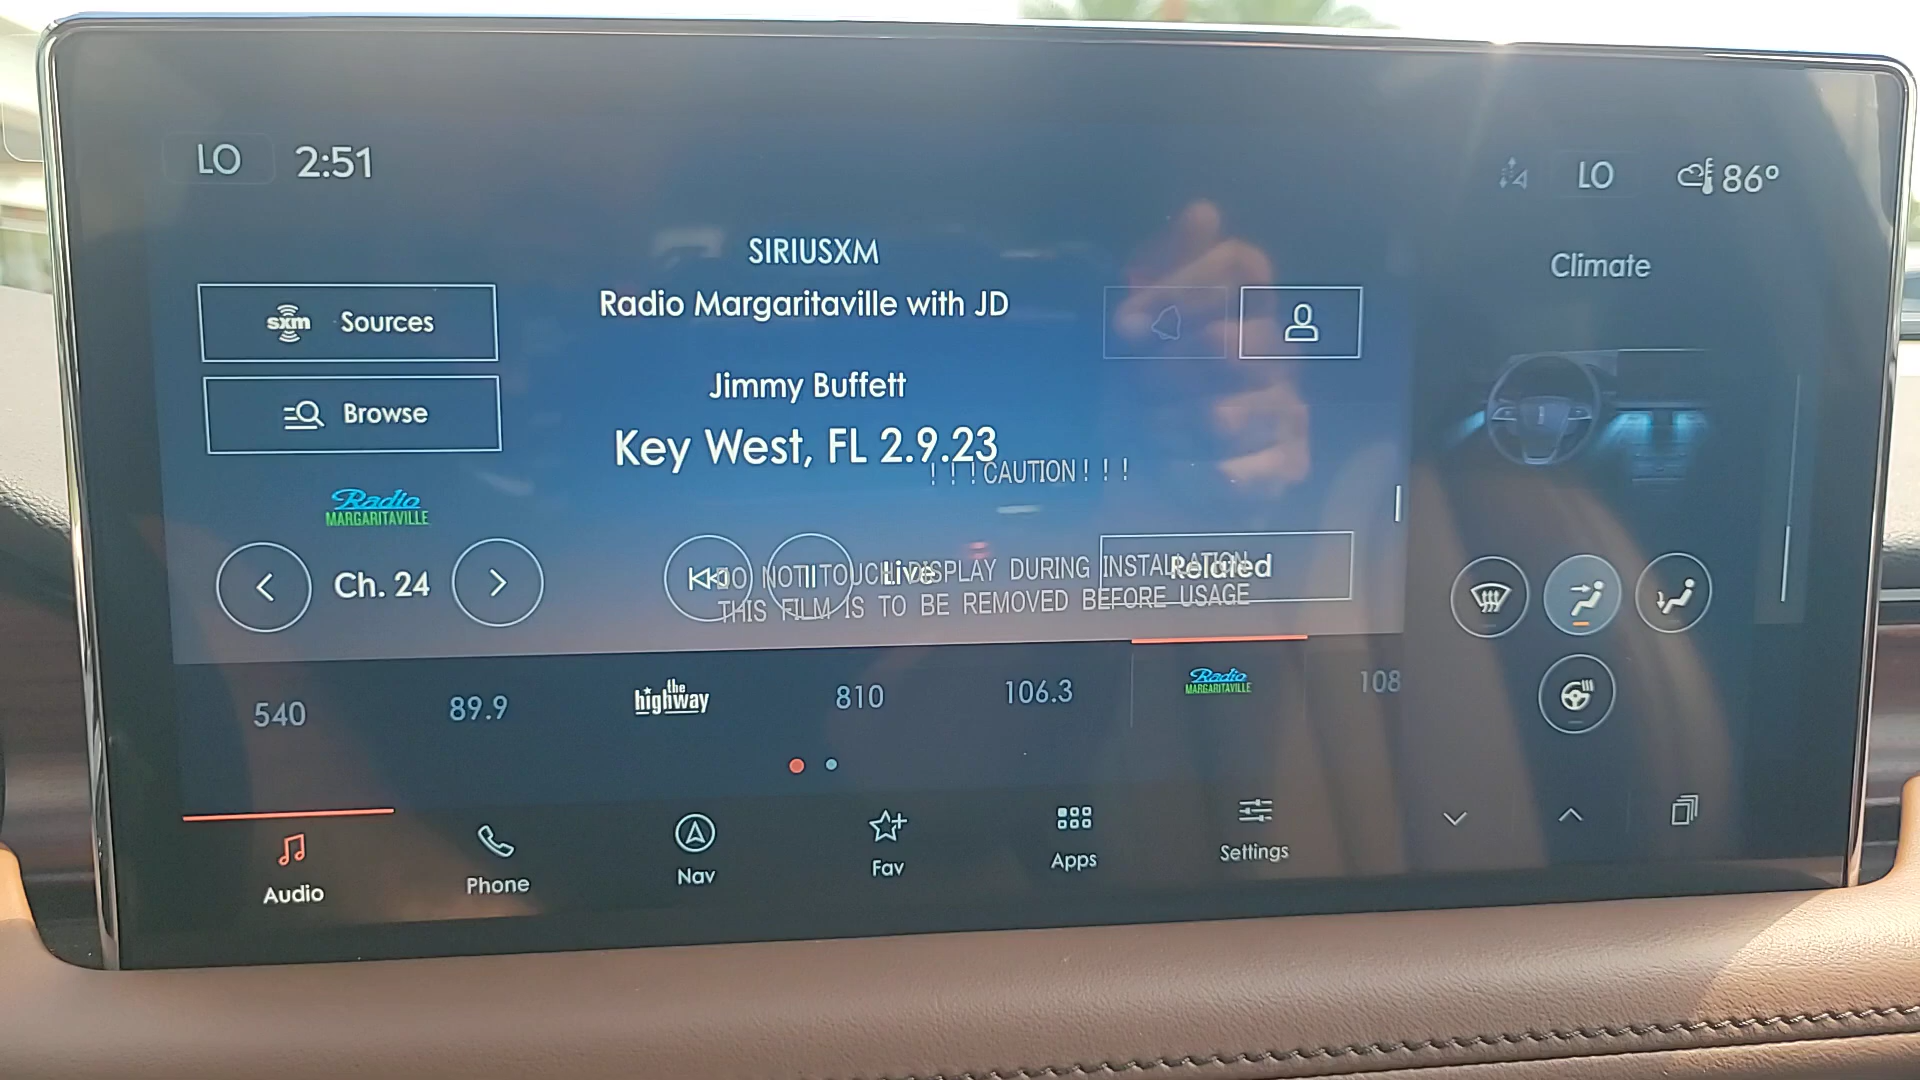 LO 2:51
LO 86°
SIRIUSXM
Climate
Radio Margaritaville with JD
sxm Sources
Jimmy Buffett
Browse
Key West, FL 2.9.23
!!!CAUTION!!!
Radio
MARGARITAVILLE
Ch. 24
Live
Related
DO NOT TOUCH DISPLAY DURING INSTALLATION
THIS FILM IS TO BE REMOVED BEFORE USAGE
540
89.9
the
highway
810
106.3
Radio
MARGARITAVILLE
108
Audio
Phone
Nav
Fav
Apps
Settings